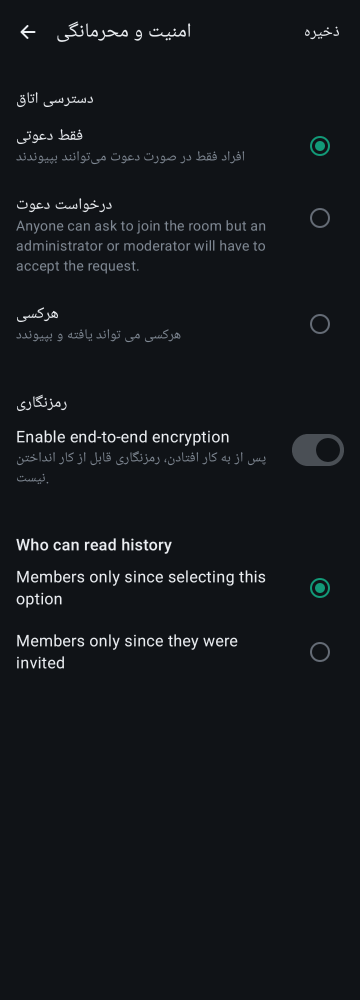 امنیت و محرمانگی
ذخیره
دسترسی اتاق
فقط دعوتی
افراد فقط در صورت دعوت می‌توانند بپیوندند
درخواست دعوت
Anyone can ask to join the room but an
administrator or moderator will have to
accept the request.
هرکسی
هرکسی می تواند یافته و بپیوندد
رمزنگاری
Enable end-to-end encryption
پس از به کار افتادن، رمزنگاری قابل از کار انداختن
نیست.
Who can read history
Members only since selecting this
option
Members only since they were
invited